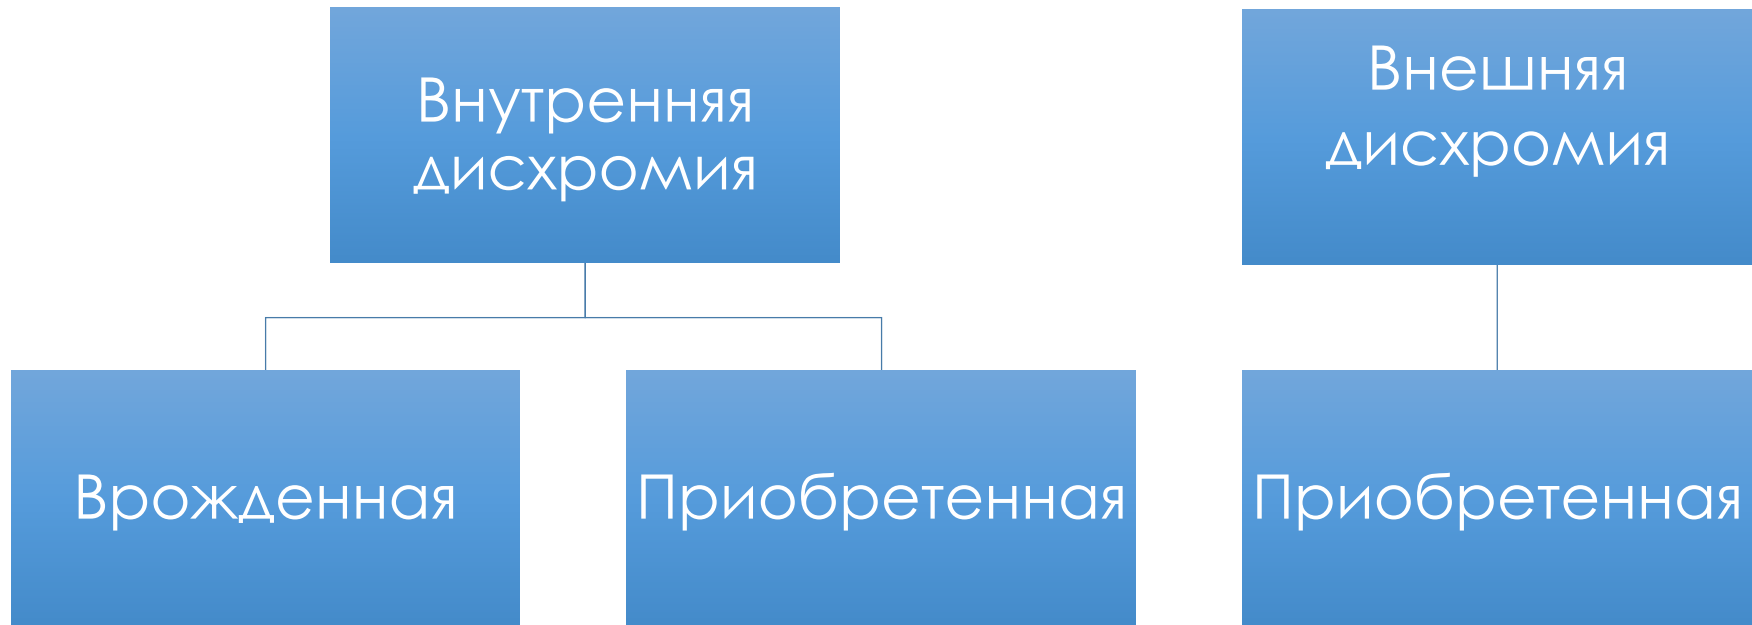 Внутренняя
дисхромия
Внешняя
дисхромия
Врожденная
Приобретенная
Приобретенная